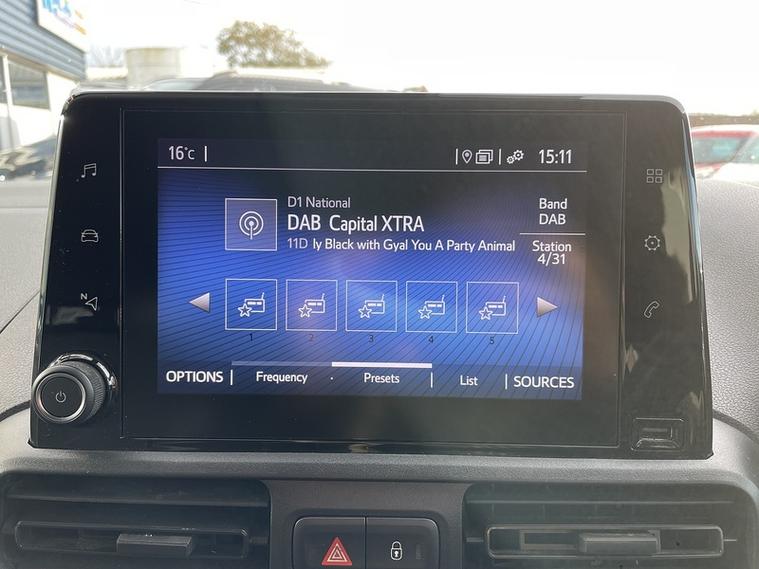 16°C
15:11
D1 National
DAB Capital XTRA
11D ly Black with Gyal You A Party Animal
Band
DAB
Station
4/31
1 2 3 4 5
OPTIONS Frequency Presets List SOURCES
N